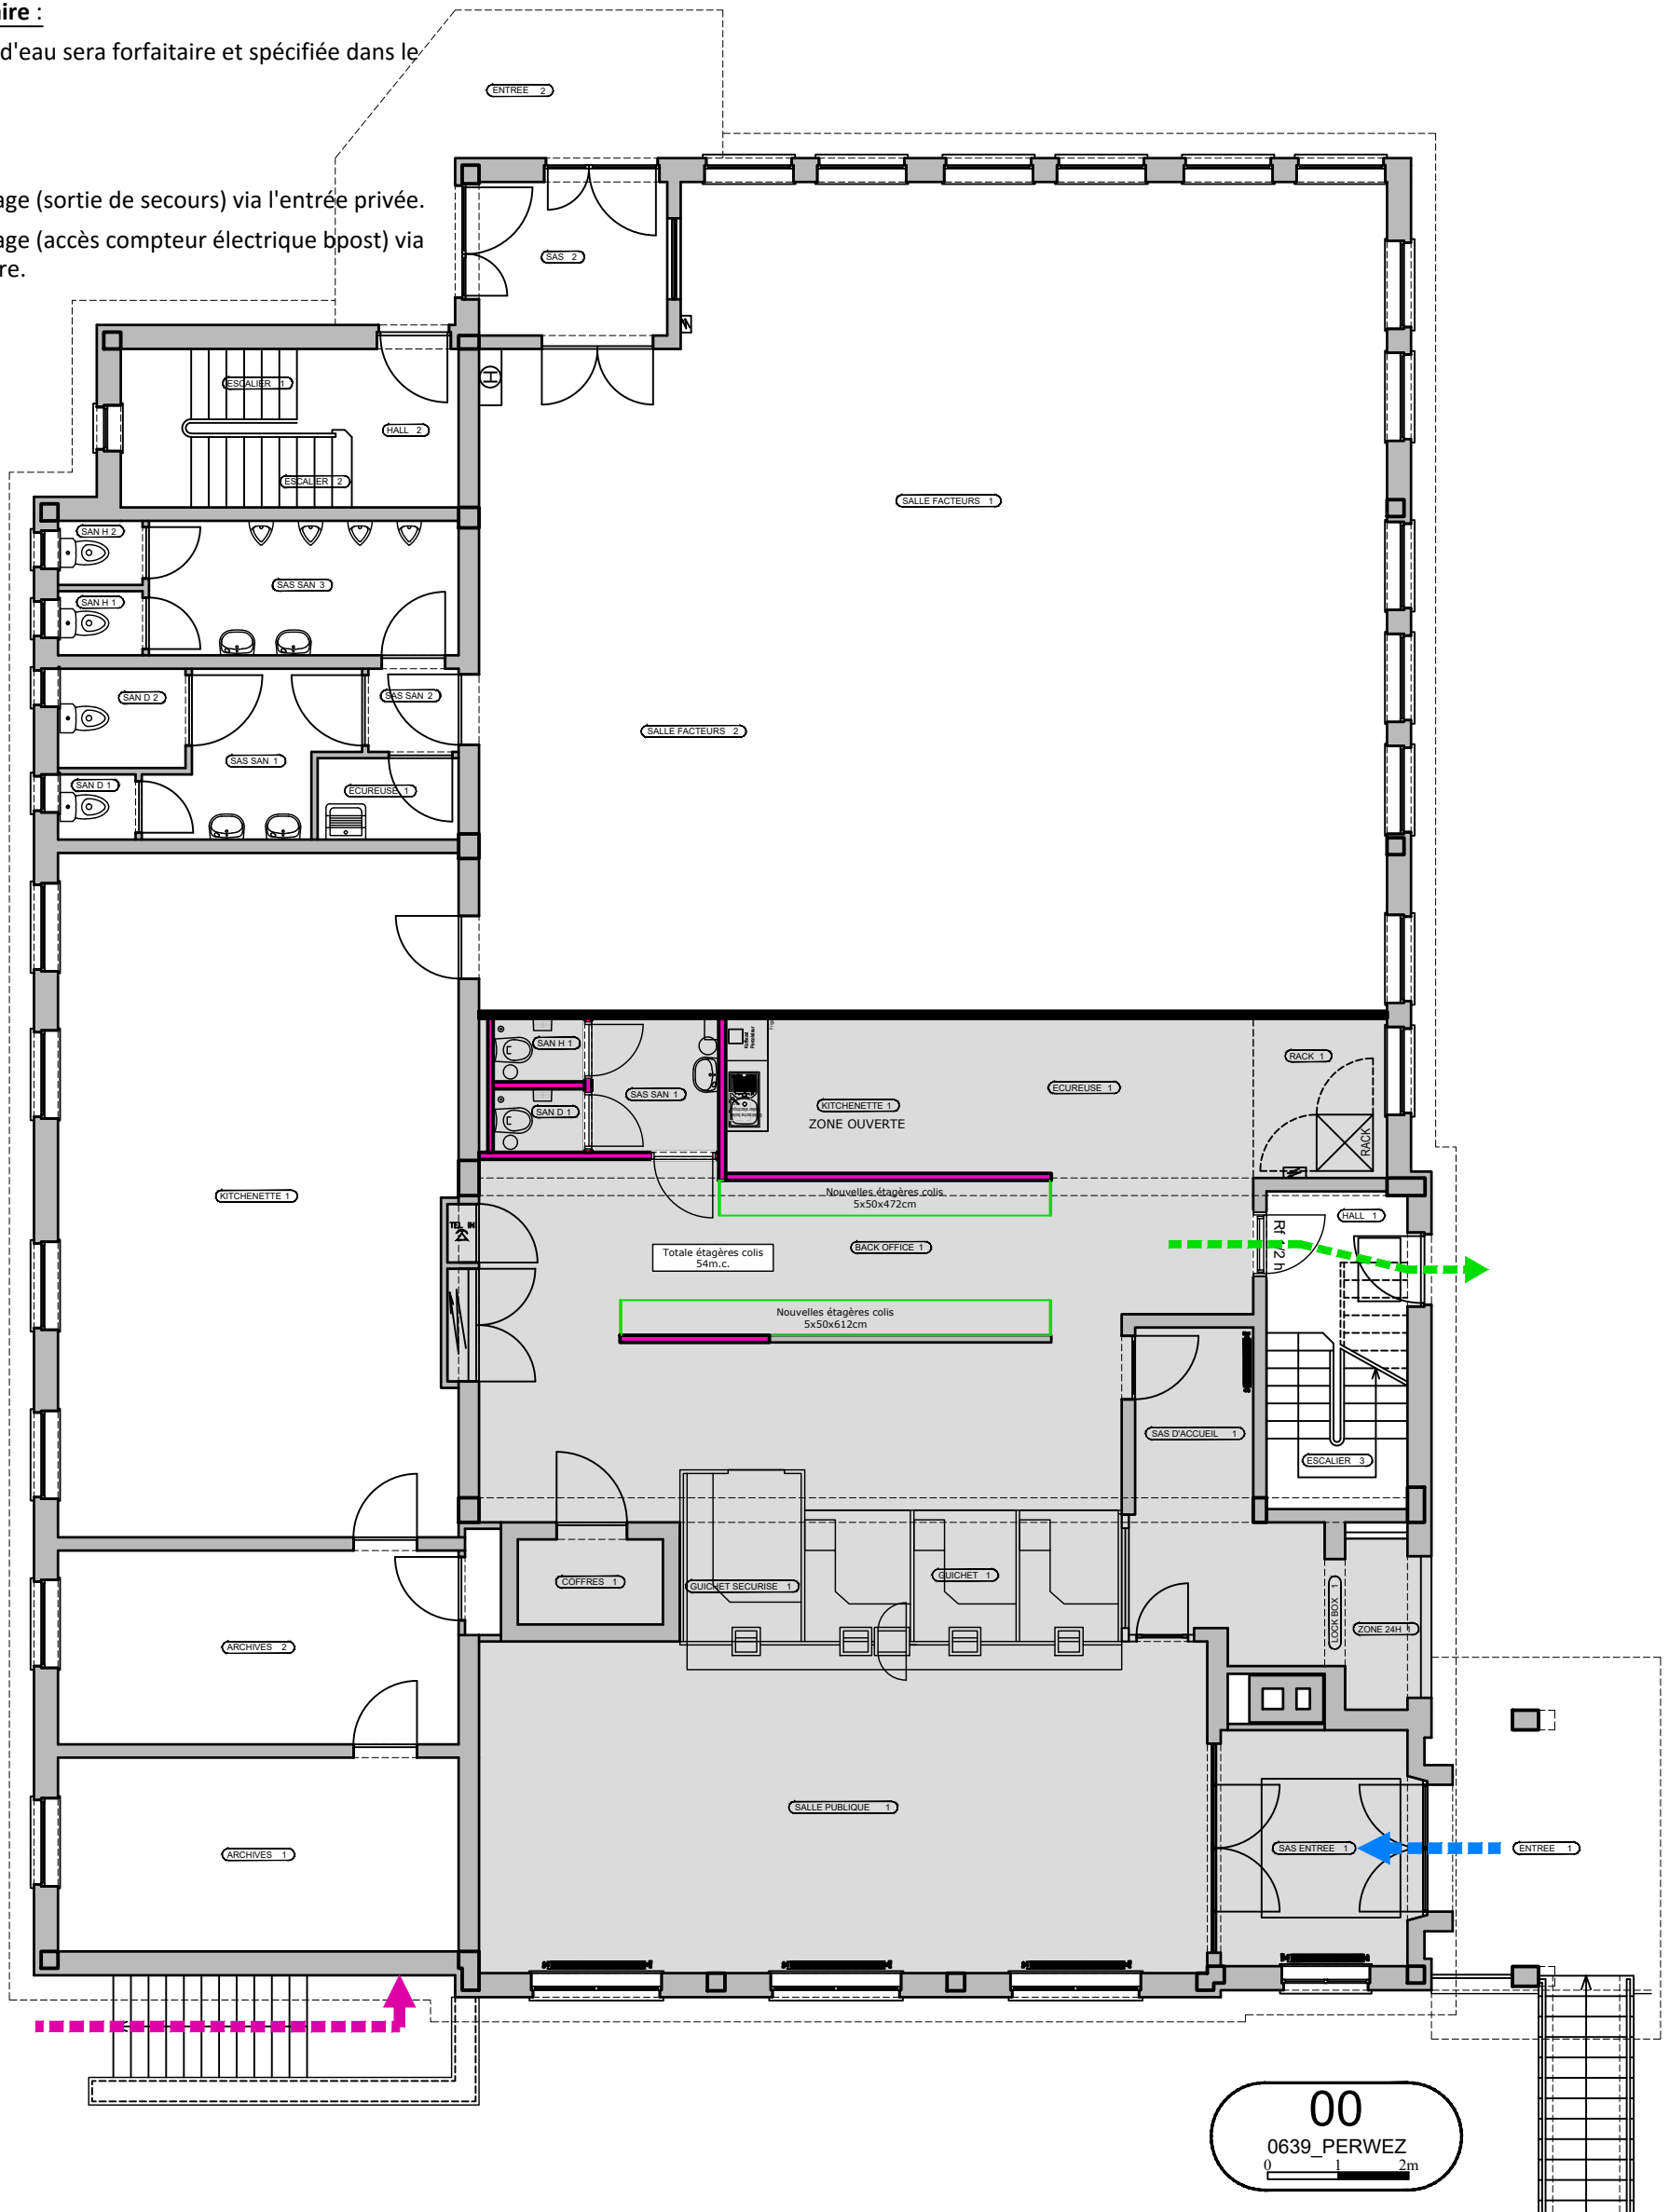 aire :
d'eau sera forfaitaire et spécifiée dans le
age (sortie de secours) via l'entrée privée.
age (accès compteur électrique bpost) via
re.
ENTREE 2
SAS 2
ESCALIER 1
H
HALL 2
ESCALIER 2
SALLE FACTEURS 1
SAN H 2
SAS SAN 3
SAN H 1
SAN D 2
SAS SAN 2
SALLE FACTEURS 2
SAS SAN 1
SAN D 1
ECUREUSE 1
SAN H 1
SAS SAN 1
SAN D 1
KITCHENETTE 1
ZONE OUVERTE
ECUREUSE 1
RACK 1
RACK
KITCHENETTE 1
Nouvelles étagères colis
5x50x472cm
HALL 1
TEL IN
Totale étagères colis
54m.c.
BACK OFFICE 1
Rf 1/2 h
Nouvelles étagères colis
5x50x612cm
SAS D'ACCUEIL 1
ESCALIER 3
COFFRES 1
GUICHET SECURISE 1
GUICHET 1
LOCK BOX 1
ZONE 24H 1
ARCHIVES 2
SALLE PUBLIQUE 1
ARCHIVES 1
SAS ENTREE 1
ENTREE 1
00
0639_PERWEZ
0 1 2m